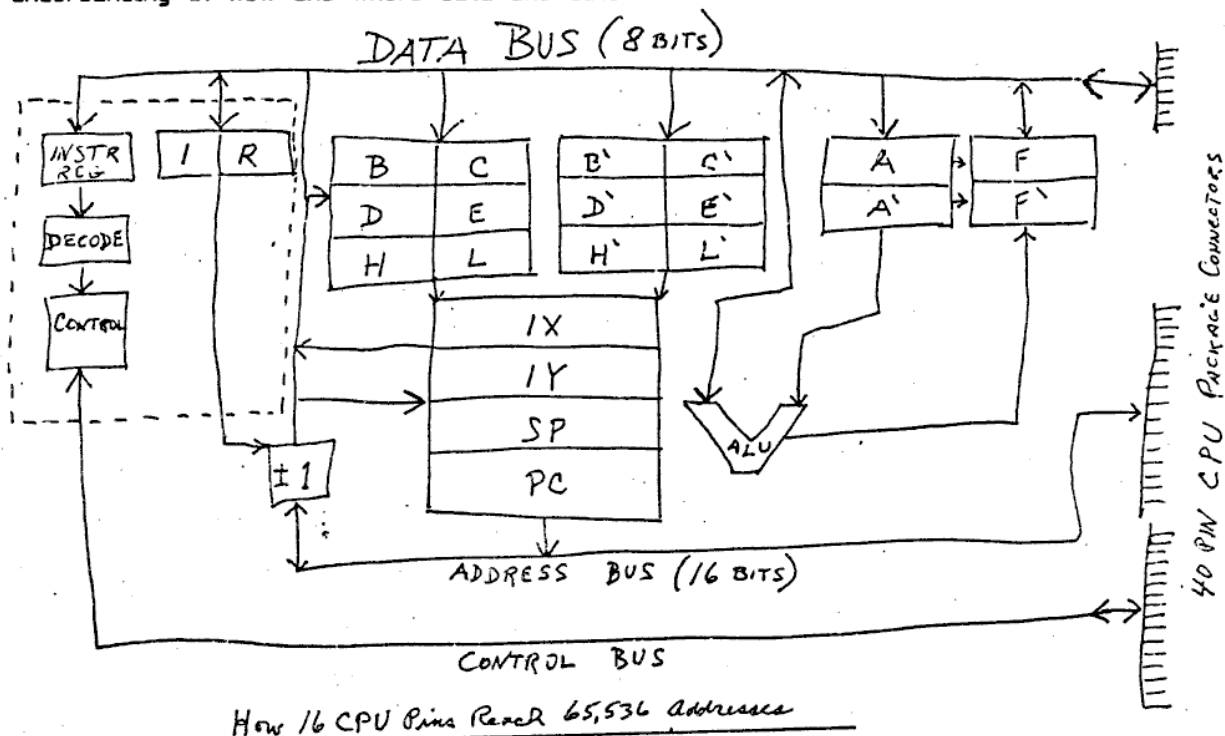 DATA BUS (8 BITS)
INSTR
REG
DECODE
CONTROL
I R
B C
D E
H L
B' C'
D' E'
H' L'
A F
A' F'
IX
IY
SP
PC
ALU
±1
ADDRESS BUS (16 BITS)
CONTROL BUS
40 PIN CPU PACKAGE CONNECTORS
How 16 CPU Pins Reach 65,536 Addresses